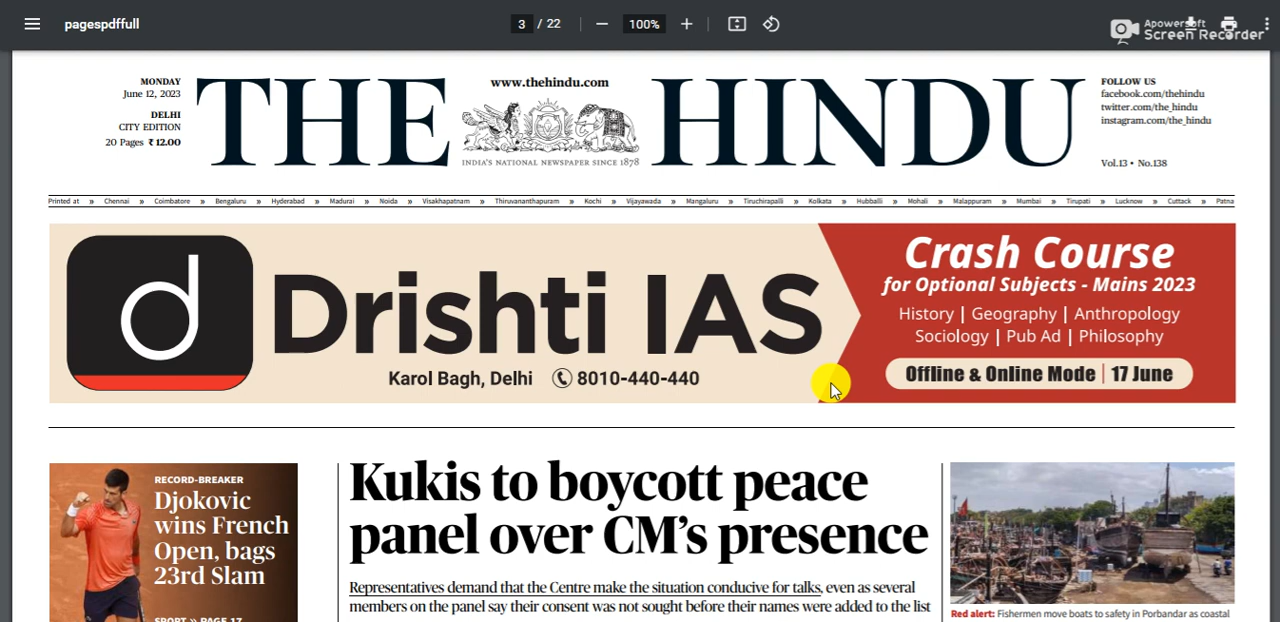 pagespdffull
3 / 22
100%
Apowersoft
Screen Recorder
MONDAY
June 12, 2023
DELHI
CITY EDITION
20 Pages ₹ 12.00
THE HINDU
www.thehindu.com
INDIA'S NATIONAL NEWSPAPER SINCE 1878
FOLLOW US
facebook.com/thehindu
twitter.com/the_hindu
instagram.com/the_hindu
Vol.13 • No.138
Printed at » Chennai » Coimbatore » Bengaluru » Hyderabad » Madurai » Noida » Visakhapatnam » Thiruvananthapuram » Kochi » Vijayawada » Mangaluru » Tiruchirapalli » Kolkata » Hubballi » Mohali » Malappuram » Mumbai » Tirupati » Lucknow » Cuttack » Patna
d
Drishti IAS
Karol Bagh, Delhi 8010-440-440
Crash Course
for Optional Subjects - Mains 2023
History | Geography | Anthropology
Sociology | Pub Ad | Philosophy
Offline & Online Mode | 17 June
RECORD-BREAKER
Djokovic
wins French
Open, bags
23rd Slam
SPORT » PAGE 17
Kukis to boycott peace
panel over CM's presence
Representatives demand that the Centre make the situation conducive for talks, even as several
members on the panel say their consent was not sought before their names were added to the list
Red alert: Fishermen move boats to safety in Porbandar as coastal